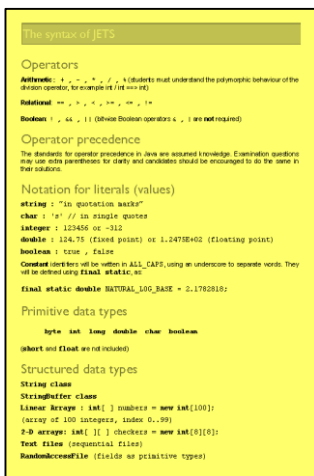 The syntax of JETS
Operators
Arithmetic: + , - , * , / , % (students must understand the polymorphic behaviour of the
division operator, for example int / int ==> int)
Relational: == , > , < , >= , <= , !=
Boolean: ! , && , || (bitwise Boolean operators & , | are not required)
Operator precedence
The standards for operator precedence in Java are assumed knowledge. Examination questions
may use extra parentheses for clarity and candidates should be encouraged to do the same in
their solutions.
Notation for literals (values)
string : "in quotation marks"
char : 's' // in single quotes
integer : 123456 or -312
double : 124.75 (fixed point) or 1.2475E+02 (floating point)
boolean : true , false
Constant identifiers will be written in ALL_CAPS, using an underscore to separate words. They
will be defined using final static, as
final static double NATURAL_LOG_BASE = 2.1782818;
Primitive data types
byte int long double char boolean
(short and float are not included)
Structured data types
String class
StringBuffer class
Linear Arrays : int[ ] numbers = new int[100];
(array of 100 integers, index 0..99)
2-D arrays: int[ ][ ] checkers = new int[8][8];
Text files (sequential files)
RandomAccessFile (fields as primitive types)